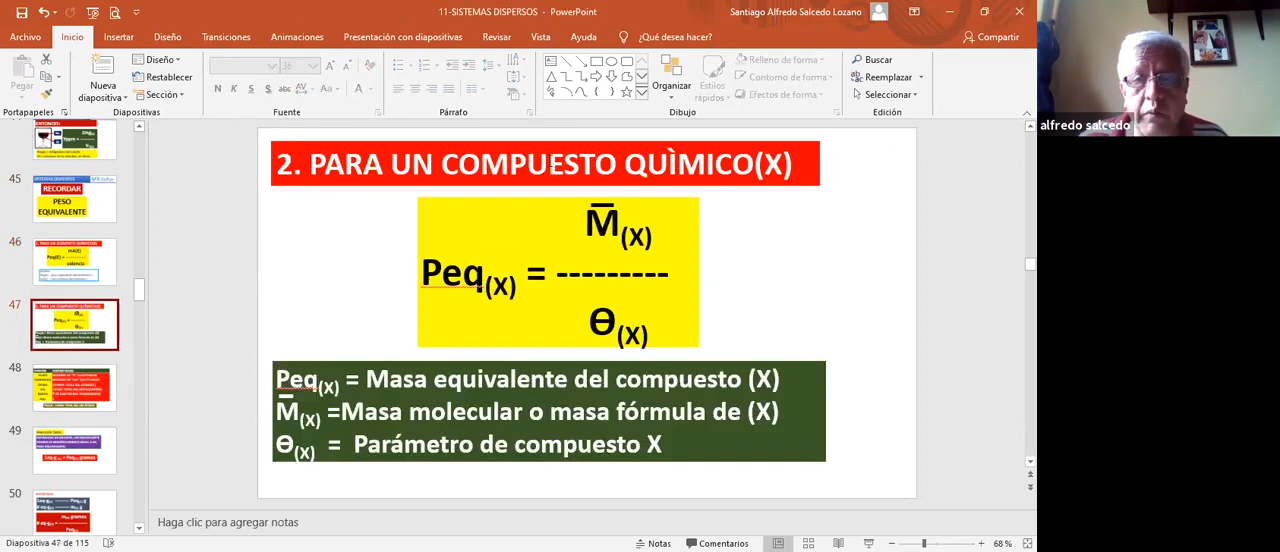 11-SISTEMAS DISPERSOS - PowerPoint
Santiago Alfredo Salcedo Lozano
Archivo Inicio Insertar Diseño Transiciones Animaciones Presentación con diapositivas Revisar Vista Ayuda ¿Qué desea hacer? Compartir
Pegar
Nueva diapositiva
Diseño
Restablecer
Sección
36
N K S S
Organizar
Estilos rápidos
Relleno de forma
Contorno de forma
Efectos de forma
Buscar
Reemplazar
Seleccionar
Portapapeles Diapositivas Fuente Párrafo Dibujo Edición
alfredo salcedo
45
RECORDAR
PESO
EQUIVALENTE
46
valencia
47
48
49
50
2. PARA UN COMPUESTO QUÌMICO(X)
M̅(X)
Peq(X) = ---------
ϴ(X)
Peq(X) = Masa equivalente del compuesto (X)
M̅(X) =Masa molecular o masa fórmula de (X)
ϴ(X) = Parámetro de compuesto X
Haga clic para agregar notas
Diapositiva 47 de 115
Notas
Comentarios
68 %